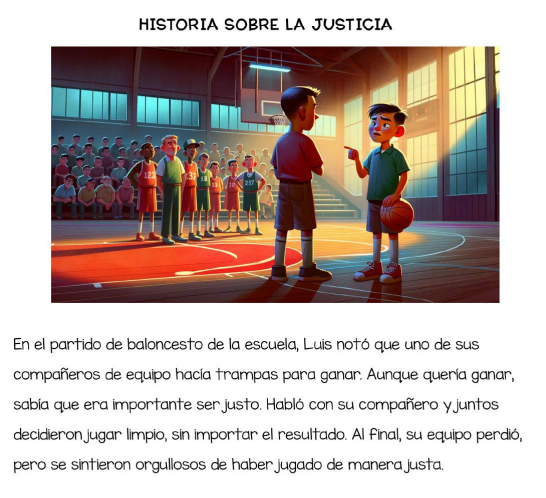 HISTORIA SOBRE LA JUSTICIA
En el partido de baloncesto de la escuela, Luis notó que uno de sus
compañeros de equipo hacía trampas para ganar. Aunque quería ganar,
sabía que era importante ser justo. Habló con su compañero y juntos
decidieron jugar limpio, sin importar el resultado. Al final, su equipo perdió,
pero se sintieron orgullosos de haber jugado de manera justa.